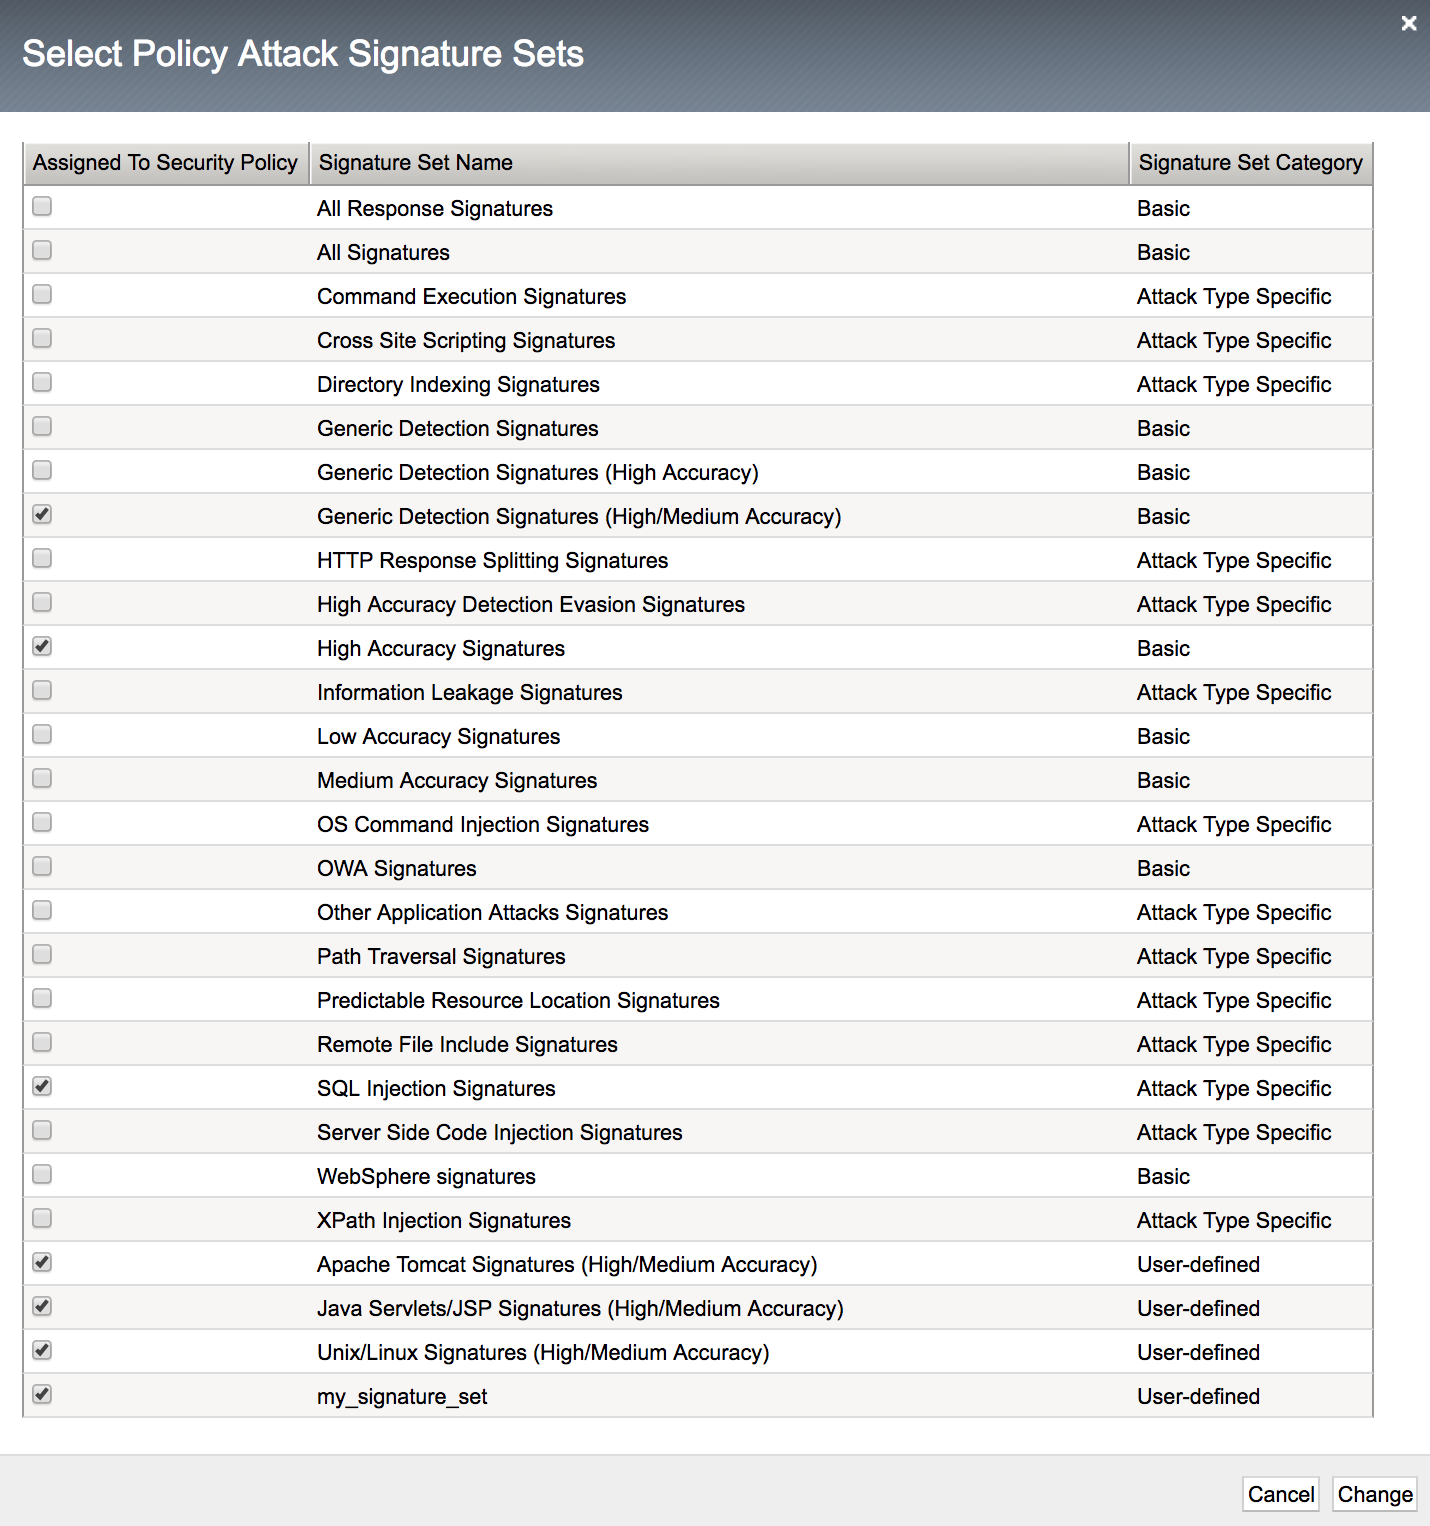 Select Policy Attack Signature Sets
Assigned To Security Policy Signature Set Name Signature Set Category
All Response Signatures Basic
All Signatures Basic
Command Execution Signatures Attack Type Specific
Cross Site Scripting Signatures Attack Type Specific
Directory Indexing Signatures Attack Type Specific
Generic Detection Signatures Basic
Generic Detection Signatures (High Accuracy) Basic
Generic Detection Signatures (High/Medium Accuracy) Basic
HTTP Response Splitting Signatures Attack Type Specific
High Accuracy Detection Evasion Signatures Attack Type Specific
High Accuracy Signatures Basic
Information Leakage Signatures Attack Type Specific
Low Accuracy Signatures Basic
Medium Accuracy Signatures Basic
OS Command Injection Signatures Attack Type Specific
OWA Signatures Basic
Other Application Attacks Signatures Attack Type Specific
Path Traversal Signatures Attack Type Specific
Predictable Resource Location Signatures Attack Type Specific
Remote File Include Signatures Attack Type Specific
SQL Injection Signatures Attack Type Specific
Server Side Code Injection Signatures Attack Type Specific
WebSphere signatures Basic
XPath Injection Signatures Attack Type Specific
Apache Tomcat Signatures (High/Medium Accuracy) User-defined
Java Servlets/JSP Signatures (High/Medium Accuracy) User-defined
Unix/Linux Signatures (High/Medium Accuracy) User-defined
my_signature_set User-defined
Cancel Change